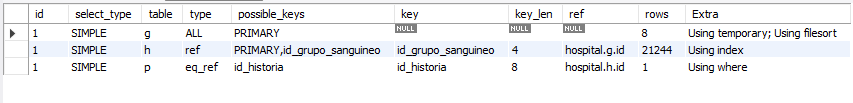 id select_type table type possible_keys key key_len ref rows Extra
1 SIMPLE g ALL PRIMARY NULL NULL NULL 8 Using temporary; Using filesort
1 SIMPLE h ref PRIMARY,id_grupo_sanguineo id_grupo_sanguineo 4 hospital.g.id 21244 Using index
1 SIMPLE p eq_ref id_historia id_historia 8 hospital.h.id 1 Using where